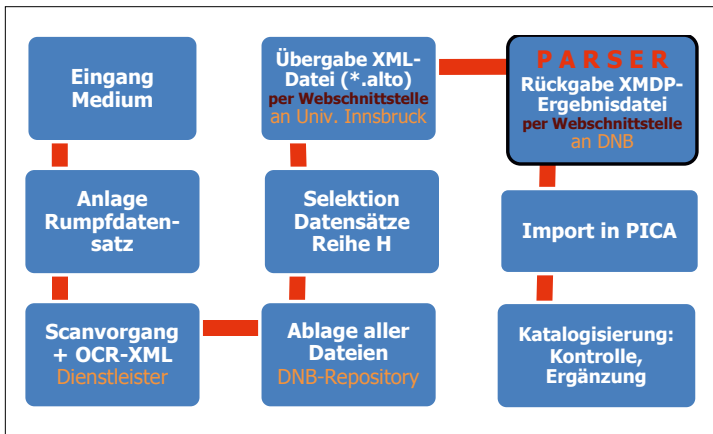 Eingang
Medium
Anlage
Rumpfdaten-
satz
Scanvorgang
+ OCR-XML
Dienstleister
Ablage aller
Dateien
DNB-Repository
Selektion
Datensätze
Reihe H
Übergabe XML-
Datei (*.alto)
per Webschnittstelle
an Univ. Innsbruck
P A R S E R
Rückgabe XMDP-
Ergebnisdatei
per Webschnittstelle
an DNB
Import in PICA
Katalogisierung:
Kontrolle,
Ergänzung